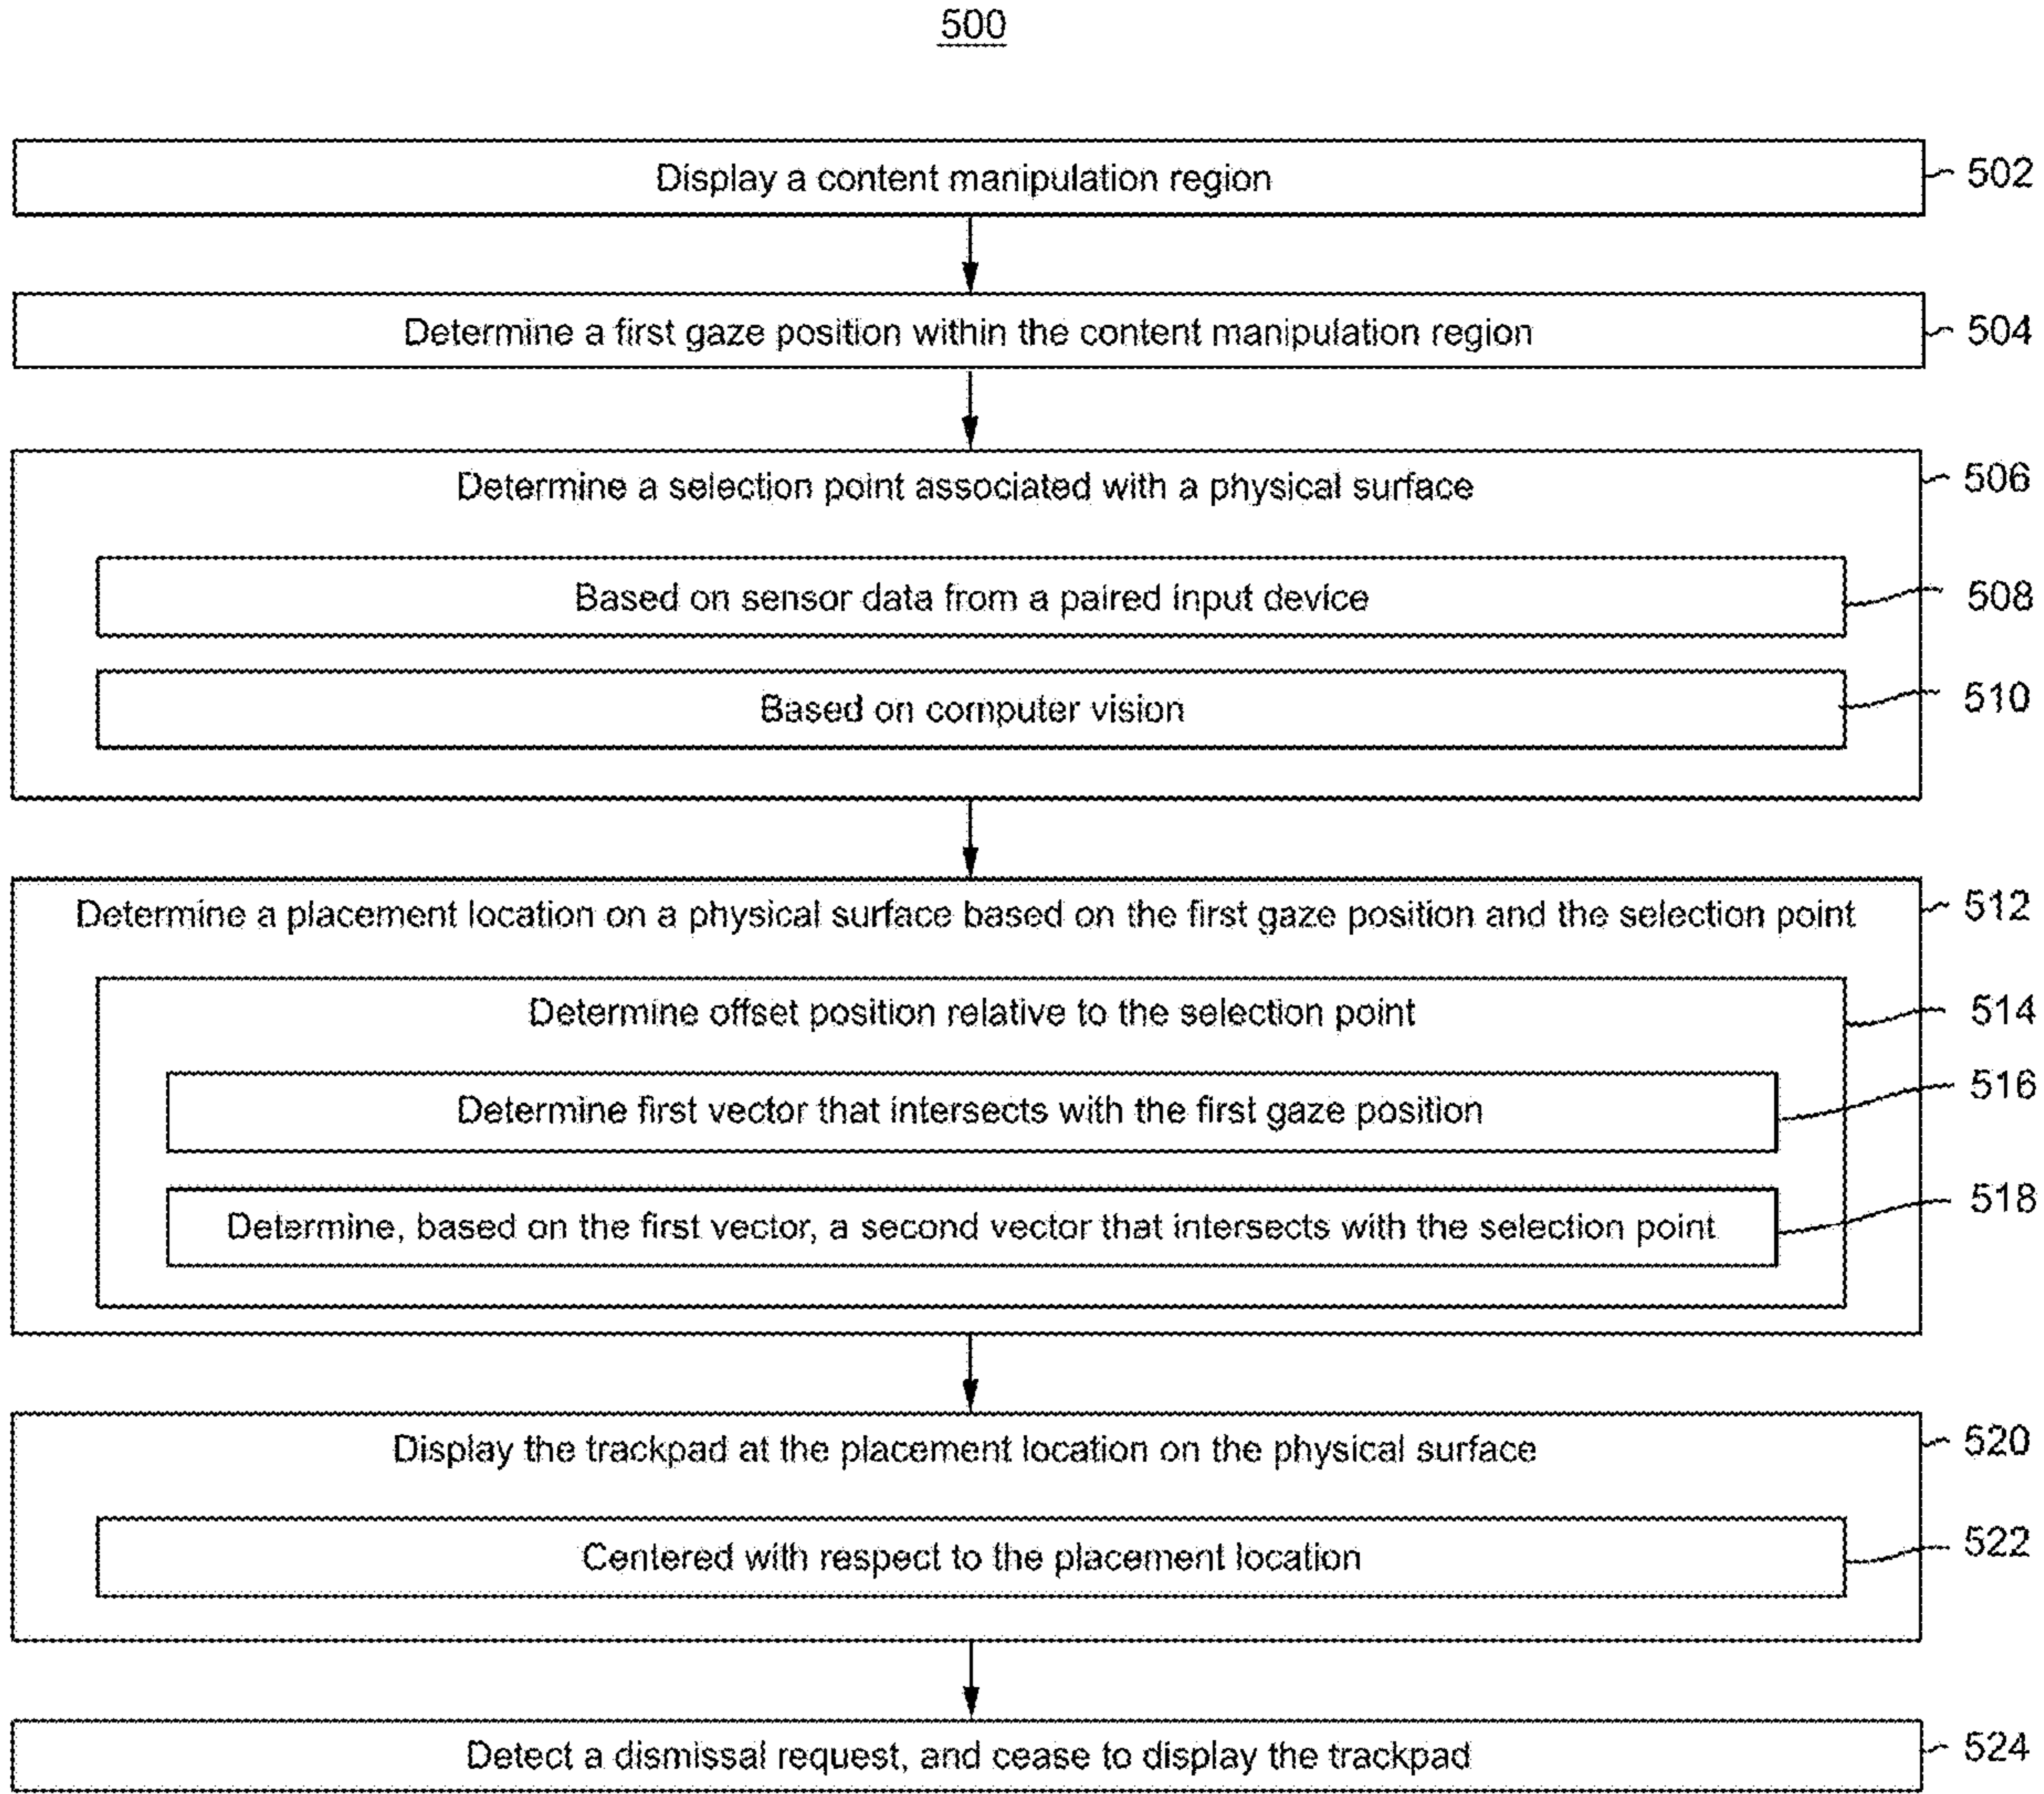 500
Display a content manipulation region
502
Determine a first gaze position within the content manipulation region
504
Determine a selection point associated with a physical surface
506
Based on sensor data from a paired input device
508
Based on computer vision
510
Determine a placement location on a physical surface based on the first gaze position and the selection point
512
Determine offset position relative to the selection point
514
Determine first vector that intersects with the first gaze position
516
Determine, based on the first vector, a second vector that intersects with the selection point
518
Display the trackpad at the placement location on the physical surface
520
Centered with respect to the placement location
522
Detect a dismissal request, and cease to display the trackpad
524